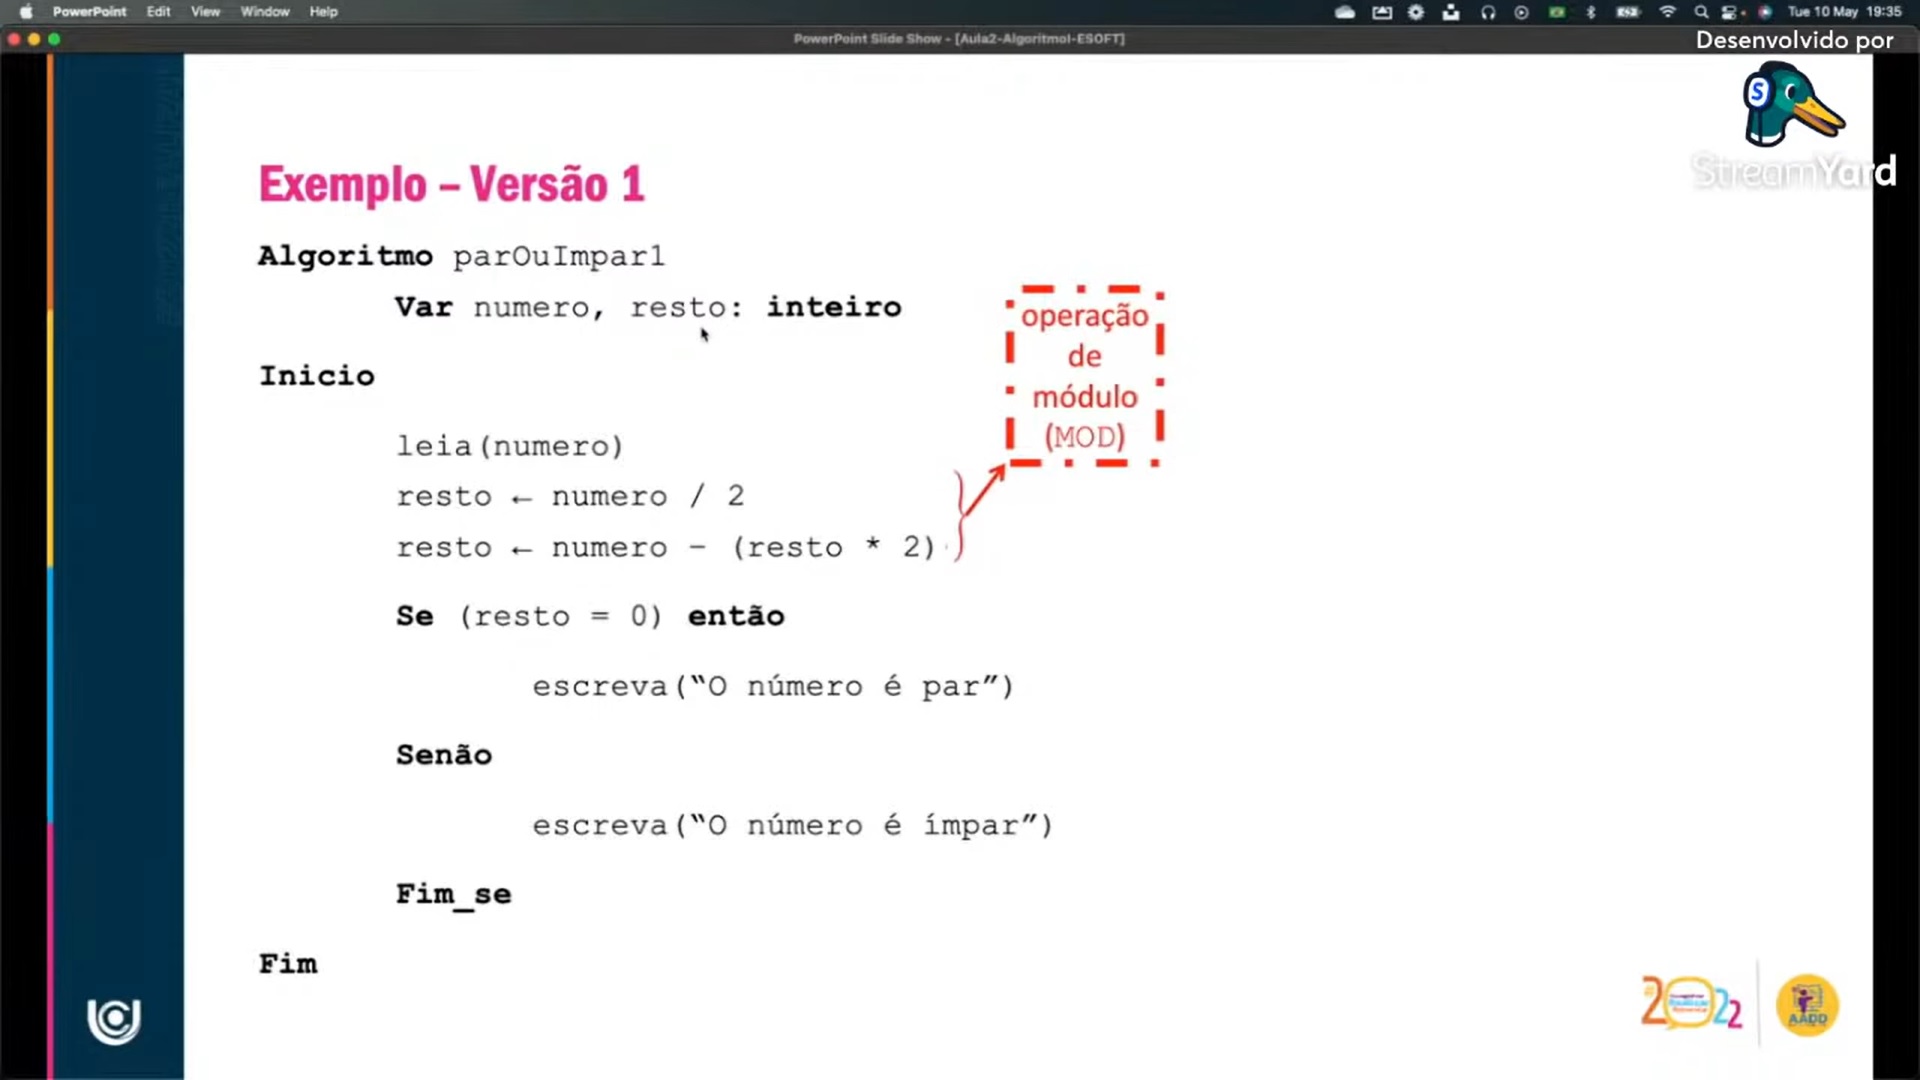 PowerPoint Edit View Window Help Tue 10 May 19:35
PowerPoint Slide Show - [Aula2-AlgoritmoI-ESOFT]
Desenvolvido por
S
StreamYard
Exemplo – Versão 1
Algoritmo parOuImpar1
Var numero, resto: inteiro
operação
de
módulo
(MOD)
Inicio
leia(numero)
resto ← numero / 2
resto ← numero - (resto * 2)
Se (resto = 0) então
escreva(“O número é par”)
Senão
escreva(“O número é ímpar”)
Fim_se
Fim
2022
AADD